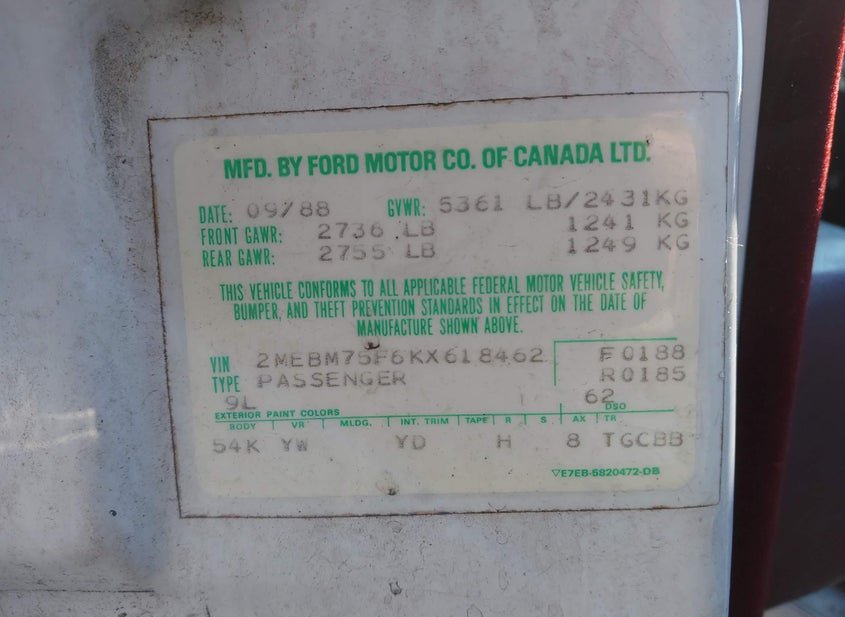 MFD. BY FORD MOTOR CO. OF CANADA LTD.
DATE: 09/88 GVWR: 5361 LB/2431KG
FRONT GAWR: 2736 LB 1241 KG
REAR GAWR: 2755 LB 1249 KG
THIS VEHICLE CONFORMS TO ALL APPLICABLE FEDERAL MOTOR VEHICLE SAFETY,
BUMPER, AND THEFT PREVENTION STANDARDS IN EFFECT ON THE DATE OF
MANUFACTURE SHOWN ABOVE.
VIN 2MEBM75F6KX618462 F0188
TYPE PASSENGER R0185
9L 62
EXTERIOR PAINT COLORS DSO
BODY VR MLDG. INT. TRIM TAPE R S AX TR
54K YW YD H 8 TGCBB
▽E7EB-5820472-DB